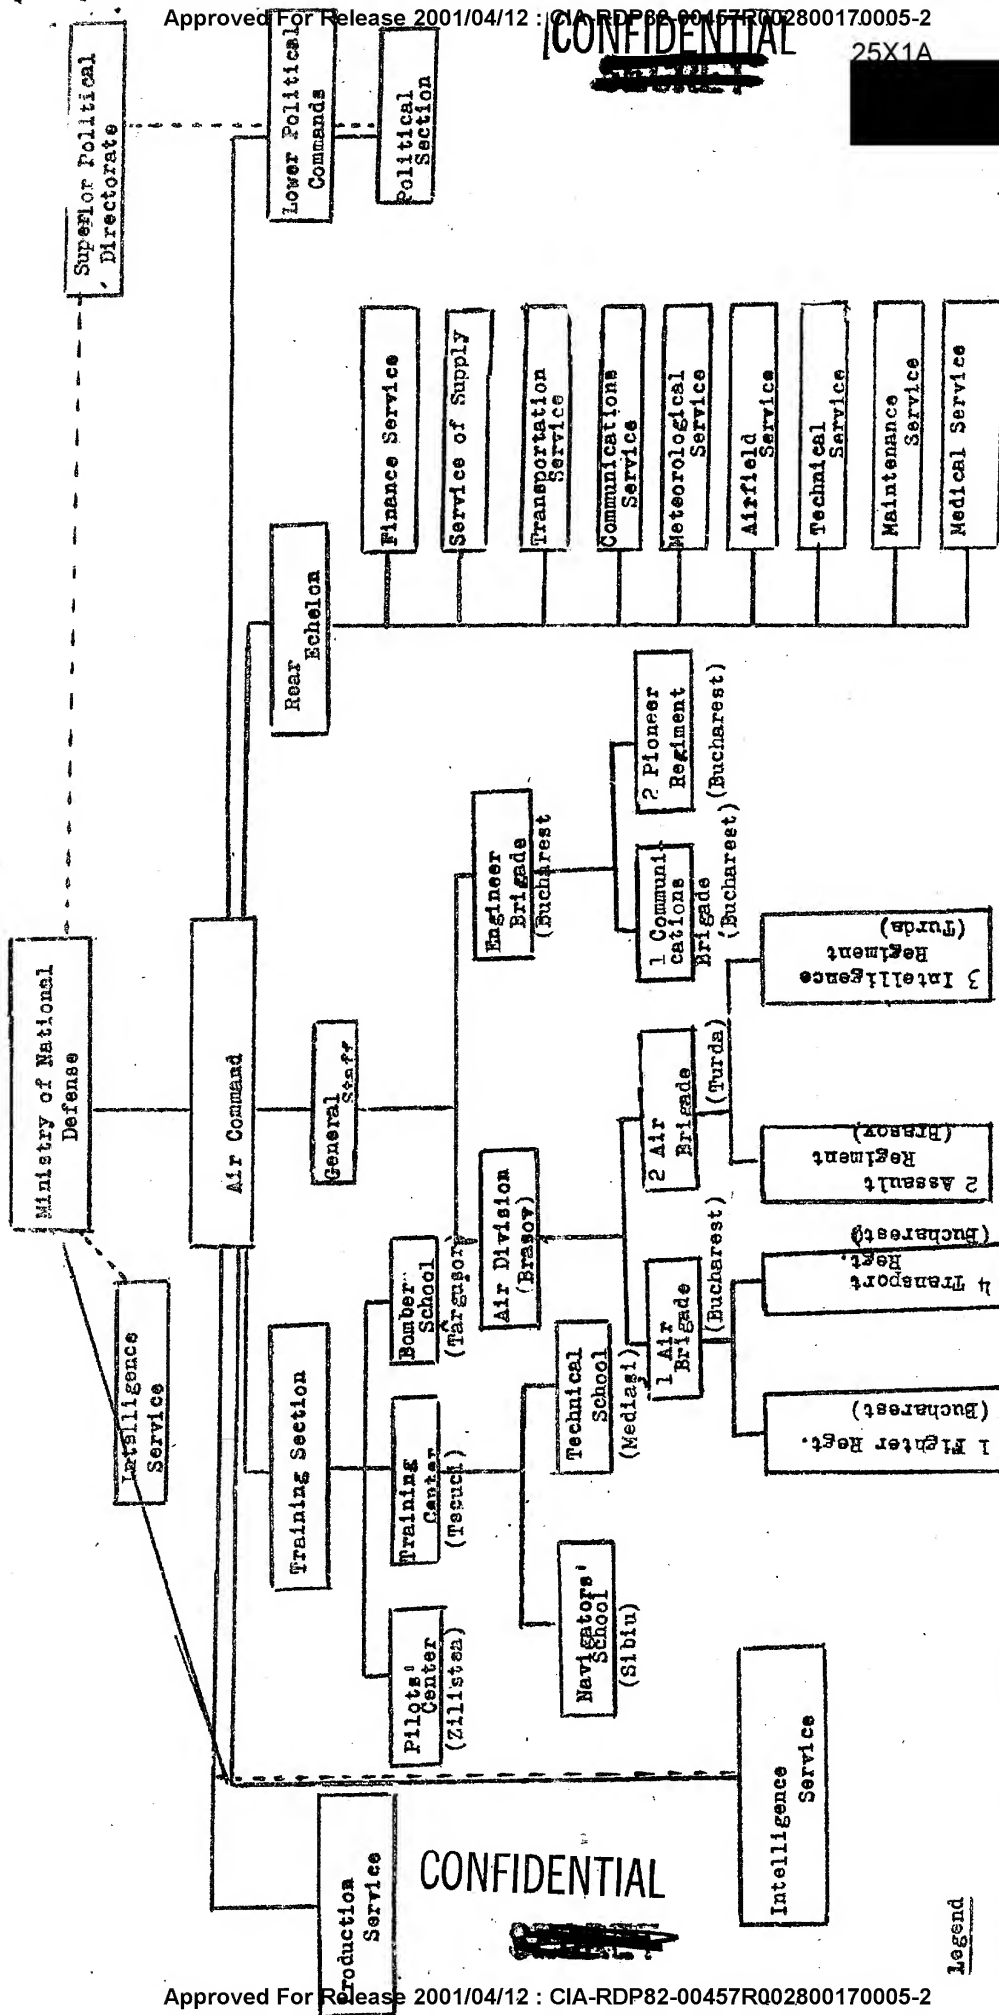 Approved For Release 2001/04/12 : CIA-RDP82-00457R002800170005-2
CONFIDENTIAL
25X1A
Ministry of National
Defense
Superior Political
Directorate
Intelligence
Service
Air Command
Production
Service
Training Section
General
Staff
Rear
Echelon
Lower Political
Commands
Political
Section
Pilots'
Center
(Zilistea)
Training
Center
(Tecuci)
Bomber
School
(Targusor)
Navigators'
School
(Sibiu)
Technical
School
(Mediasi)
Air Division
(Brasov)
Engineer
Brigade
(Bucharest
1 Air
Brigade
(Bucharest)
2 Air
Brigade
(Turda)
1 Communi-
cations
Brigade
(Bucharest)
2 Pioneer
Regiment
(Bucharest)
1 Fighter Regt.
(Bucharest)
4 Transport
Regt.
(Bucharest)
2 Assault
Regiment
(Brasov)
3 Intelligence
Regiment
(Turda)
Finance Service
Service of Supply
Transportation
Service
Communications
Service
Meteorological
Service
Airfield
Service
Technical
Service
Maintenance
Service
Medical Service
Intelligence
Service
Legend
CONFIDENTIAL
Approved For Release 2001/04/12 : CIA-RDP82-00457R002800170005-2